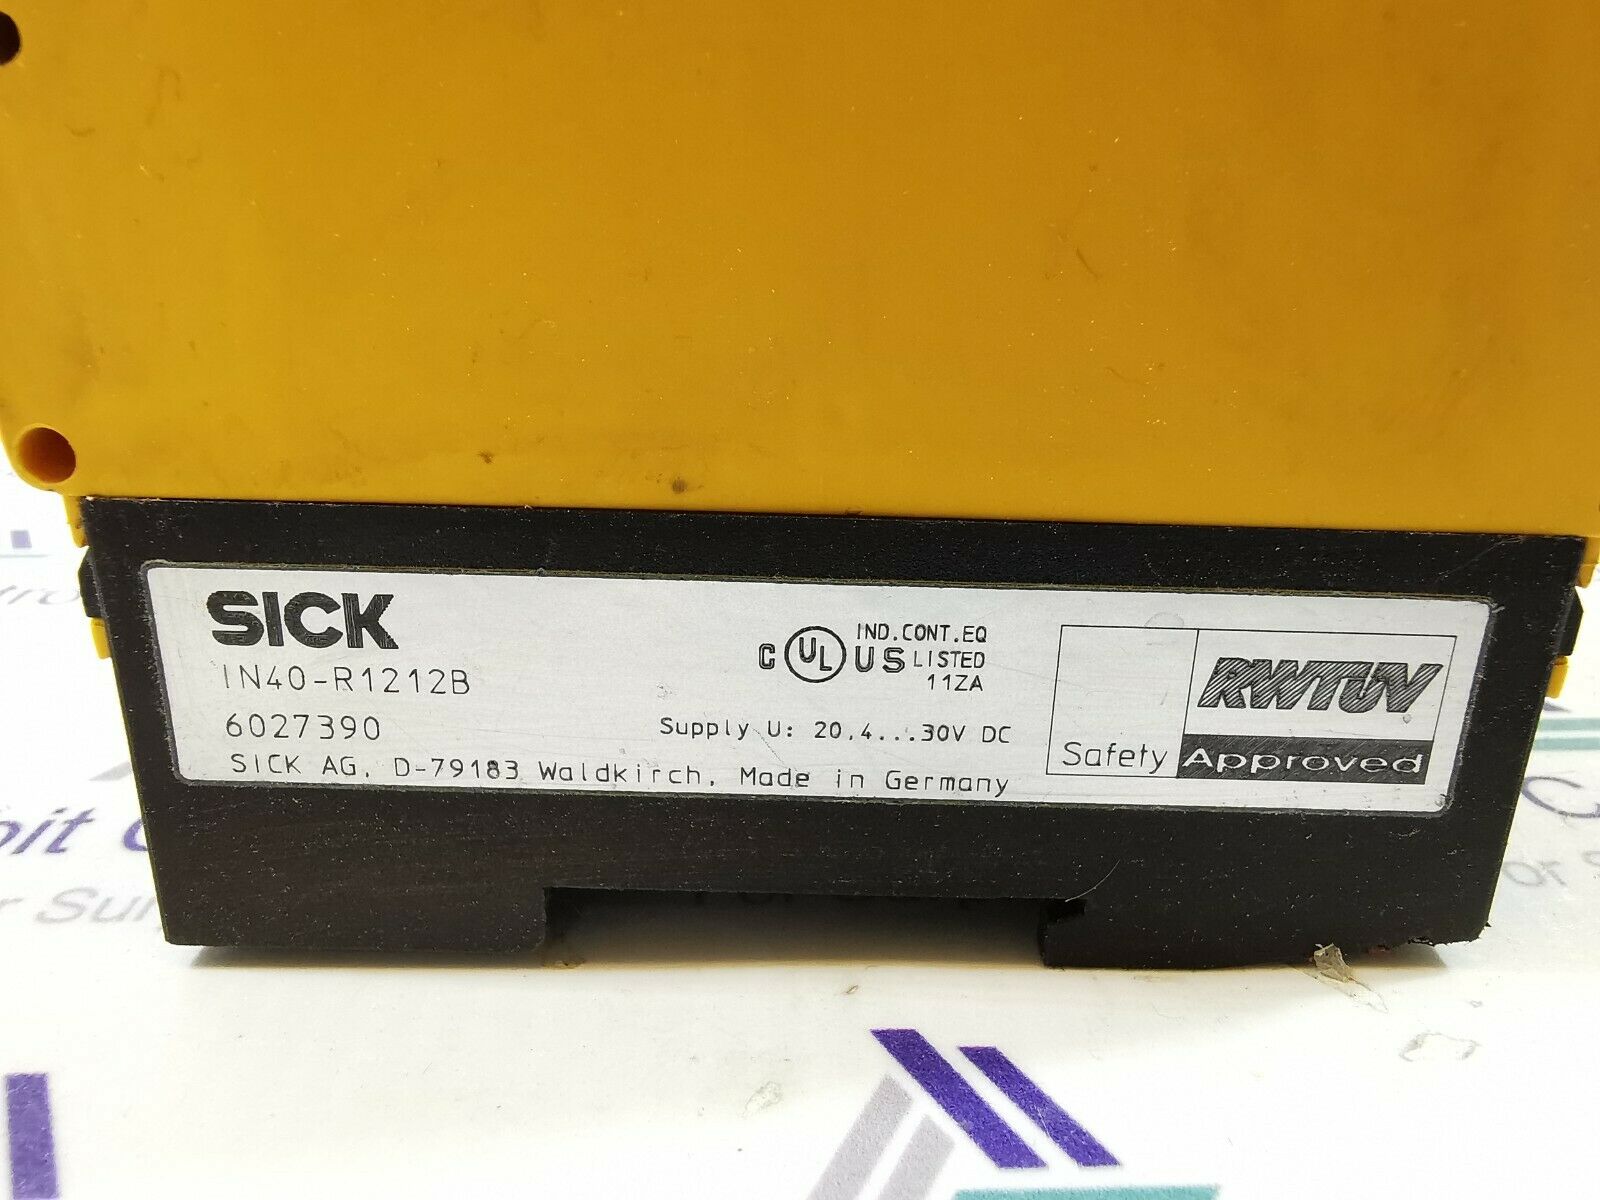 SICK
IN40-R1212B
6027390
SICK AG, D-79183 Waldkirch, Made in Germany
C UL US
IND.CONT.EQ
LISTED
11ZA
Supply U: 20,4...30V DC
RWTÜV
Safety Approved